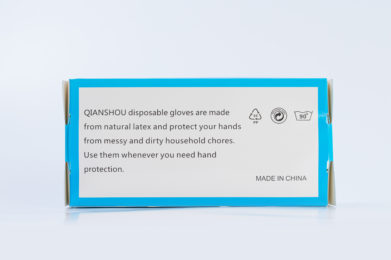 QIANSHOU disposable gloves are made
from natural latex and protect your hands
from messy and dirty household chores.
Use them whenever you need hand
protection.
PP
MADE IN CHINA